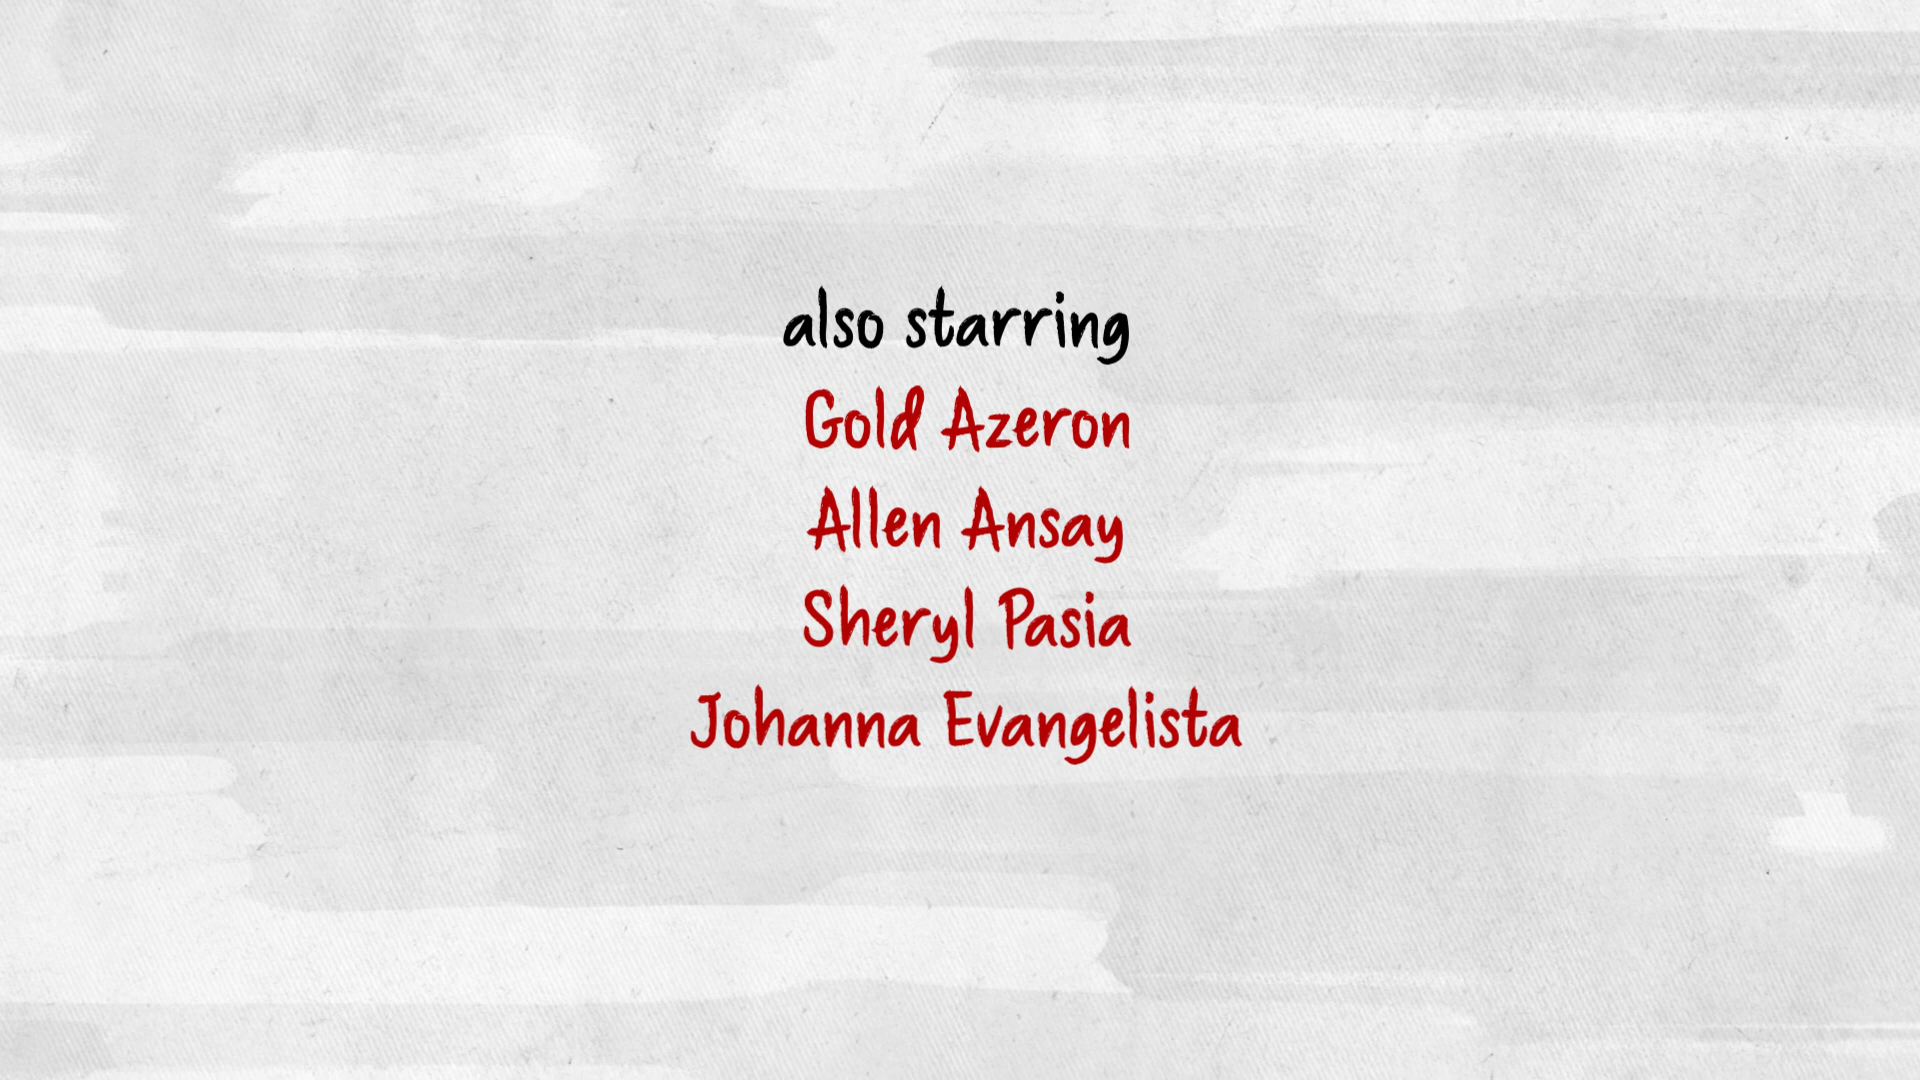 also starring
Gold Azeron
Allen Ansay
Sheryl Pasia
Johanna Evangelista